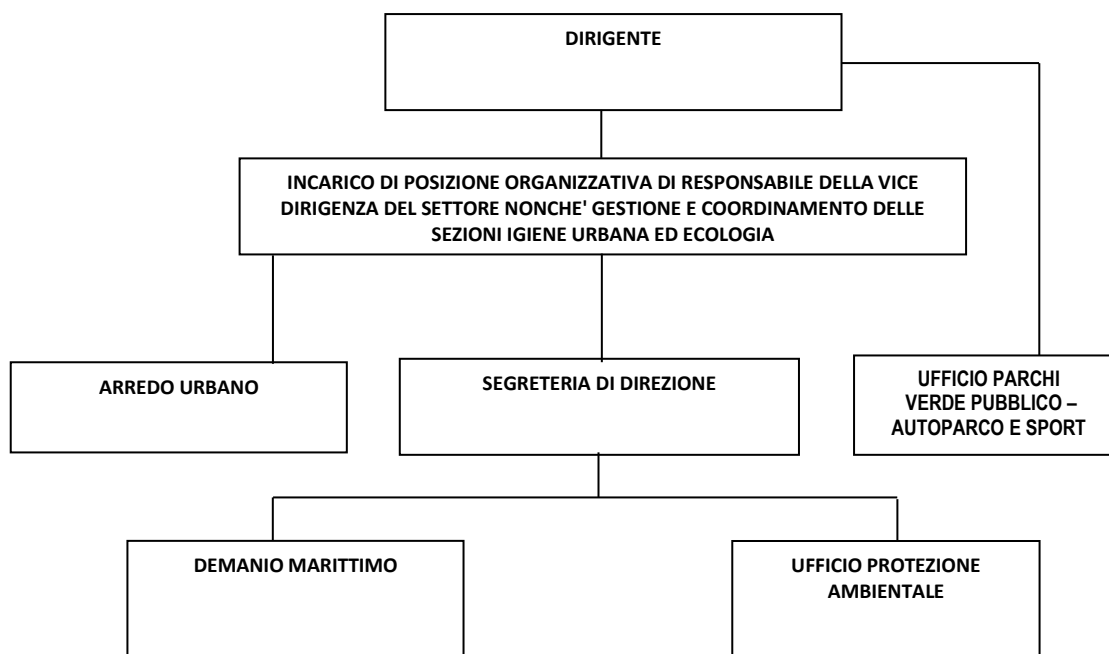 DIRIGENTE
INCARICO DI POSIZIONE ORGANIZZATIVA DI RESPONSABILE DELLA VICE
DIRIGENZA DEL SETTORE NONCHE' GESTIONE E COORDINAMENTO DELLE
SEZIONI IGIENE URBANA ED ECOLOGIA
ARREDO URBANO
SEGRETERIA DI DIREZIONE
UFFICIO PARCHI
VERDE PUBBLICO –
AUTOPARCO E SPORT
DEMANIO MARITTIMO
UFFICIO PROTEZIONE
AMBIENTALE